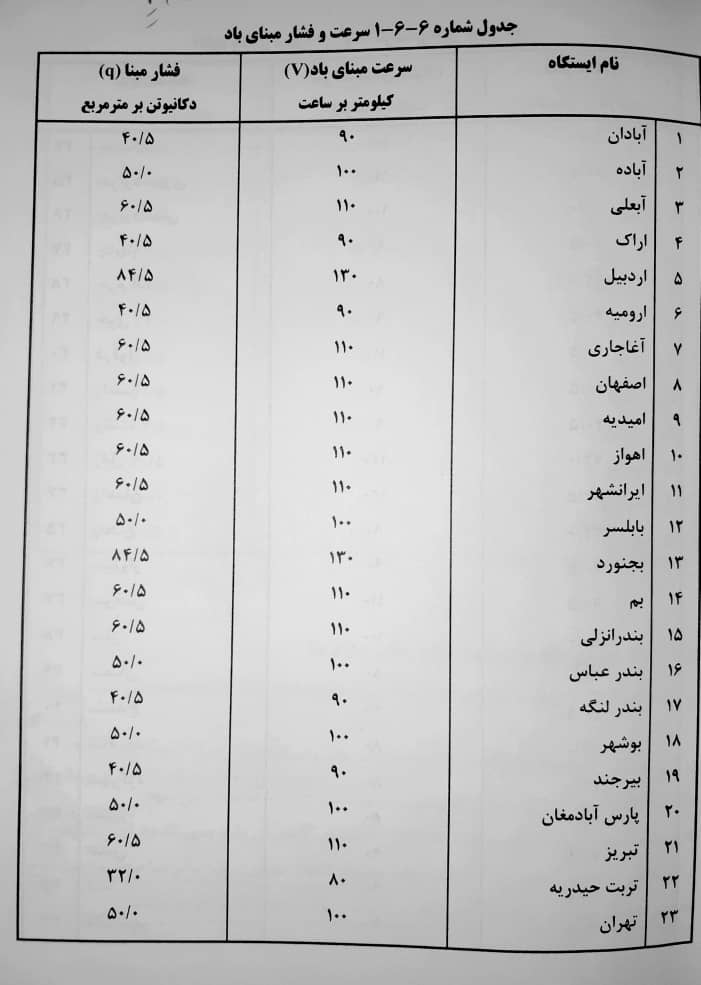 جدول شماره ۶-۶-۱ سرعت و فشار مبنای باد
نام ایستگاه سرعت مبنای باد(V) کیلومتر بر ساعت فشار مبنا (q) دکانیوتن بر مترمربع
۱ آبادان ۹۰ ۴۰/۵
۲ آباده ۱۰۰ ۵۰/۰
۳ آبعلی ۱۱۰ ۶۰/۵
۴ اراک ۹۰ ۴۰/۵
۵ اردبیل ۱۳۰ ۸۴/۵
۶ ارومیه ۹۰ ۴۰/۵
۷ آغاجاری ۱۱۰ ۶۰/۵
۸ اصفهان ۱۱۰ ۶۰/۵
۹ امیدیه ۱۱۰ ۶۰/۵
۱۰ اهواز ۱۱۰ ۶۰/۵
۱۱ ایرانشهر ۱۱۰ ۶۰/۵
۱۲ بابلسر ۱۰۰ ۵۰/۰
۱۳ بجنورد ۱۳۰ ۸۴/۵
۱۴ بم ۱۱۰ ۶۰/۵
۱۵ بندرانزلی ۱۱۰ ۶۰/۵
۱۶ بندر عباس ۱۰۰ ۵۰/۰
۱۷ بندر لنگه ۹۰ ۴۰/۵
۱۸ بوشهر ۱۰۰ ۵۰/۰
۱۹ بیرجند ۹۰ ۴۰/۵
۲۰ پارس آبادمغان ۱۰۰ ۵۰/۰
۲۱ تبریز ۱۱۰ ۶۰/۵
۲۲ تربت حیدریه ۸۰ ۳۲/۰
۲۳ تهران ۱۰۰ ۵۰/۰